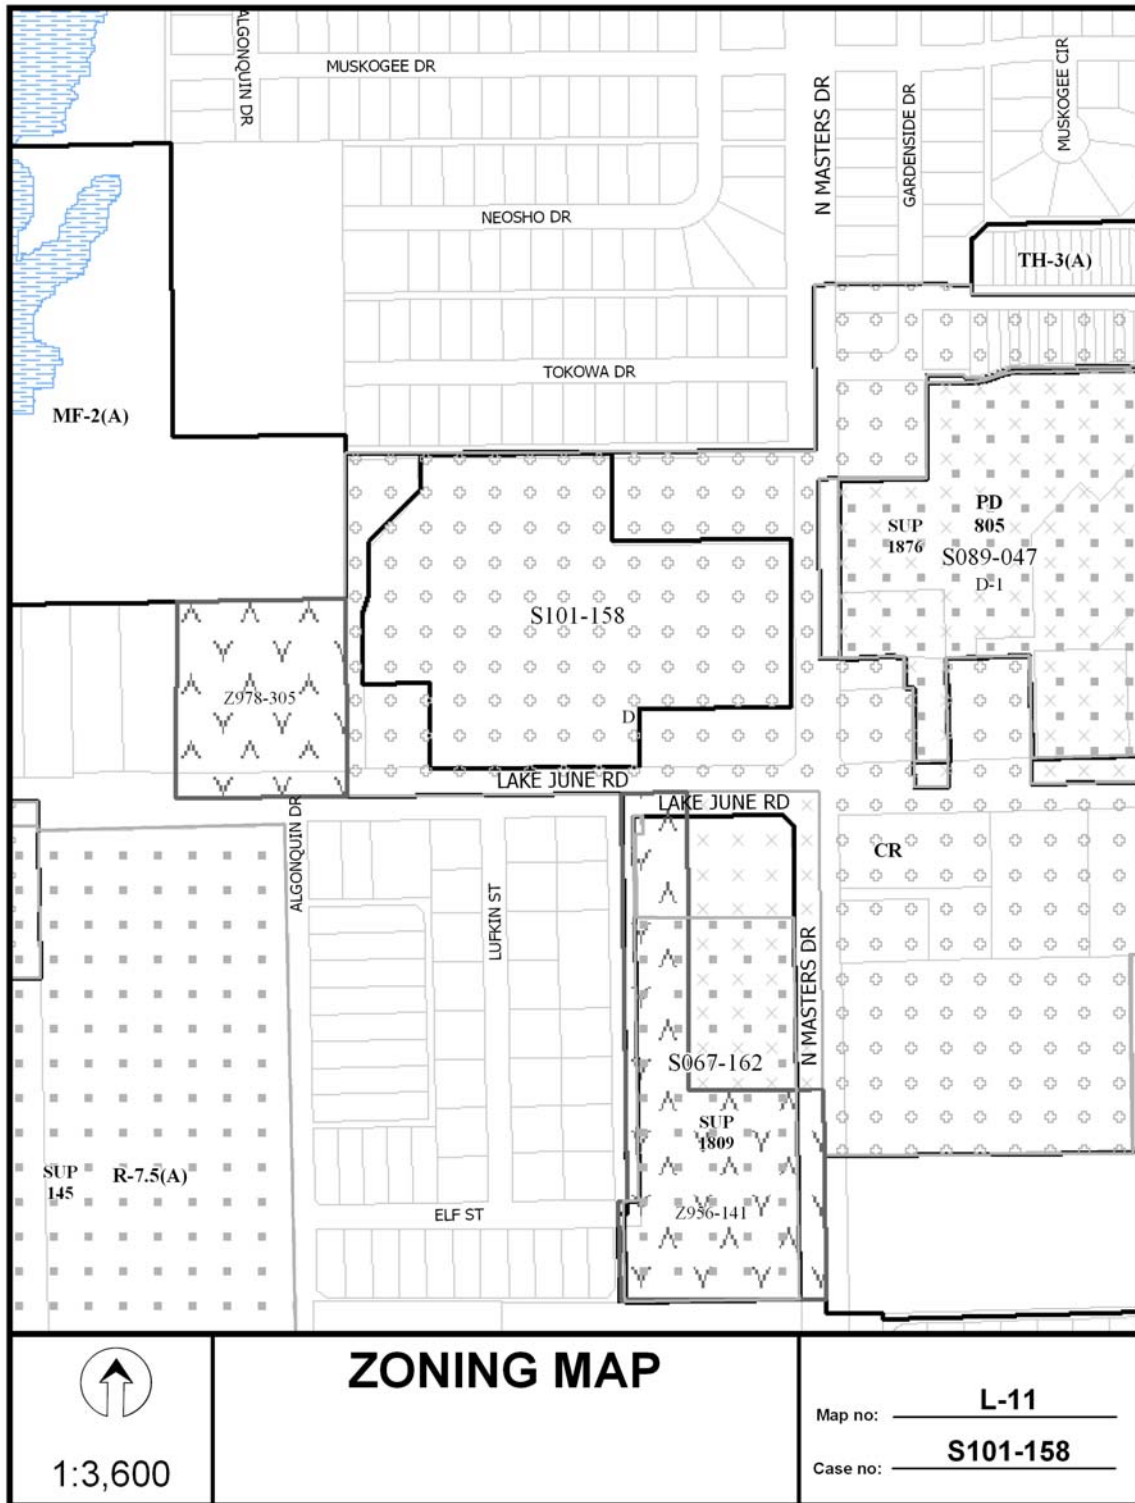 ALGONQUIN DR
MUSKOGEE DR
N MASTERS DR
GARDENSIDE DR
MUSKOGEE CIR
NEOSHO DR
TH-3(A)
TOKOWA DR
MF-2(A)
PD
805
SUP
1876
S089-047
D-1
S101-158
Z978-305
D
LAKE JUNE RD
LAKE JUNE RD
ALGONQUIN DR
LUFKIN ST
CR
N MASTERS DR
S067-162
SUP
1809
SUP
145
R-7.5(A)
ELF ST
Z956-141
1:3,600
ZONING MAP
Map no: L-11
Case no: S101-158